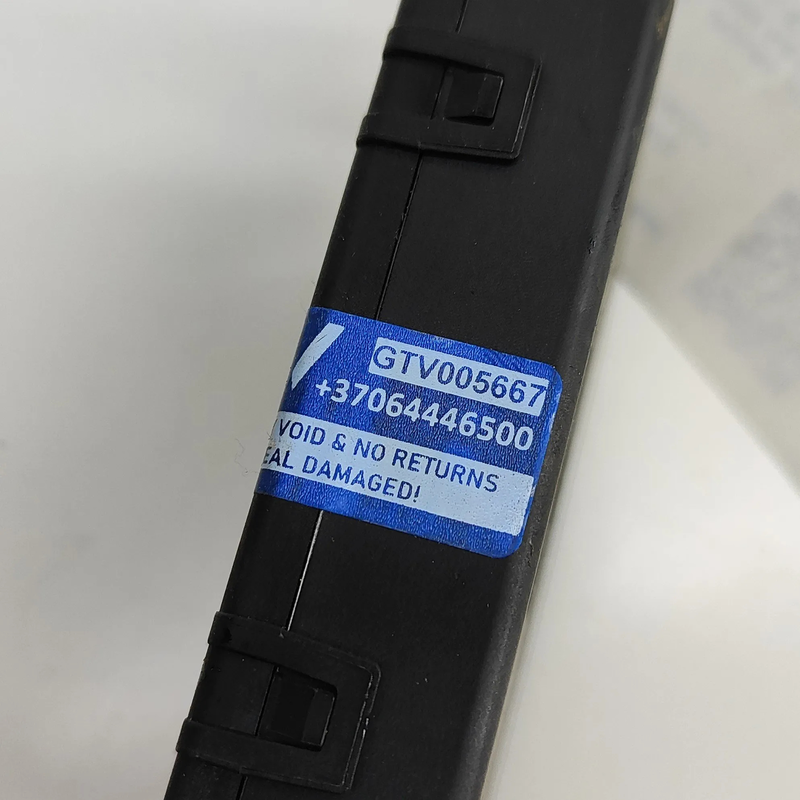 GTV005667
+37064446500
VOID & NO RETURNS
EAL DAMAGED!